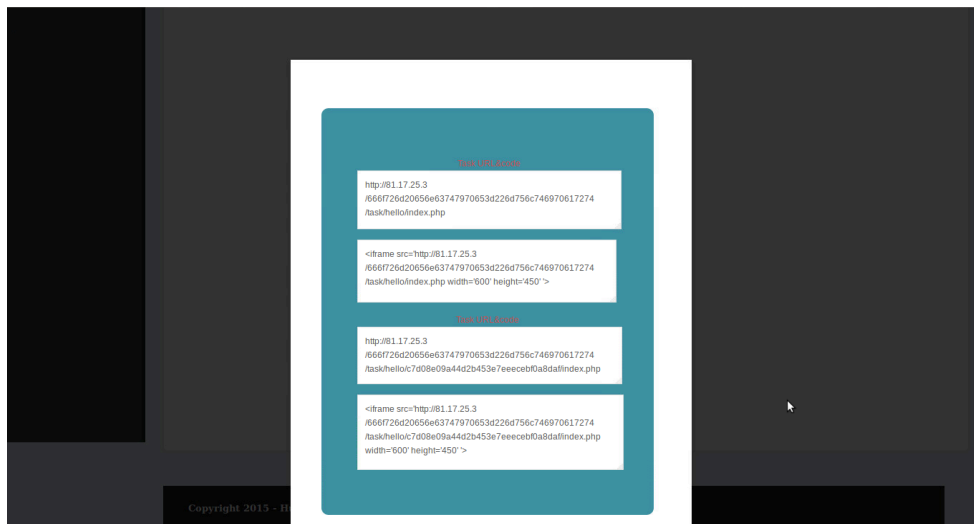 http://81.17.25.3
/666f726d20656e63747970653d226d756c746970617274
/task/hello/index.php
<iframe src='http://81.17.25.3
/666f726d20656e63747970653d226d756c746970617274
/task/hello/index.php width='600' height='450' '>
http://81.17.25.3
/666f726d20656e63747970653d226d756c746970617274
/task/hello/c7d08e09a44d2b453e7eeecebf0a8daf/index.php
<iframe src='http://81.17.25.3
/666f726d20656e63747970653d226d756c746970617274
/task/hello/c7d08e09a44d2b453e7eeecebf0a8daf/index.php
width='600' height='450' '>
Copyright 2015 -